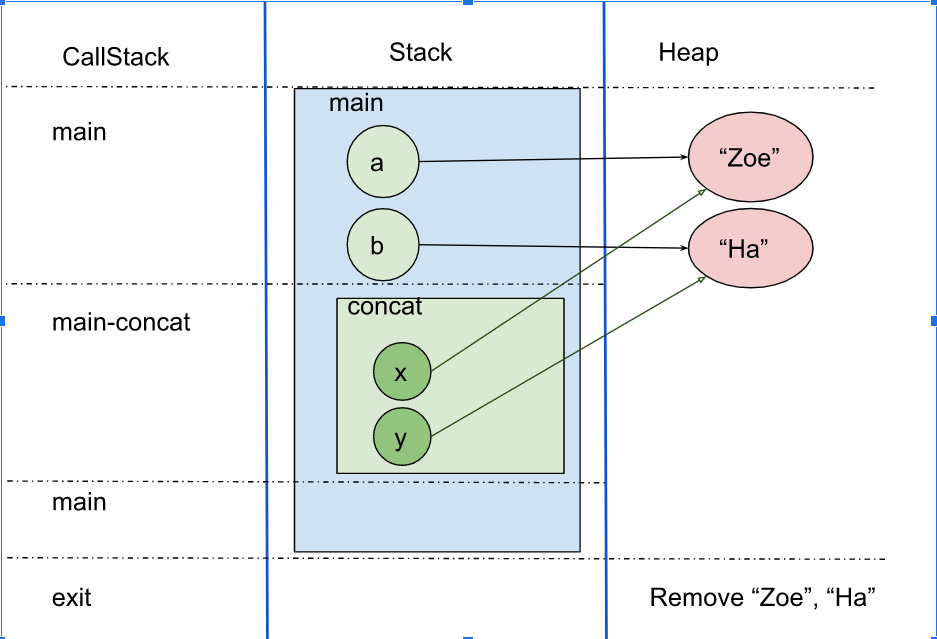 CallStack
Stack
Heap
main
main
a
“Zoe”
b
“Ha”
main-concat
concat
x
y
main
exit
Remove “Zoe”, “Ha”